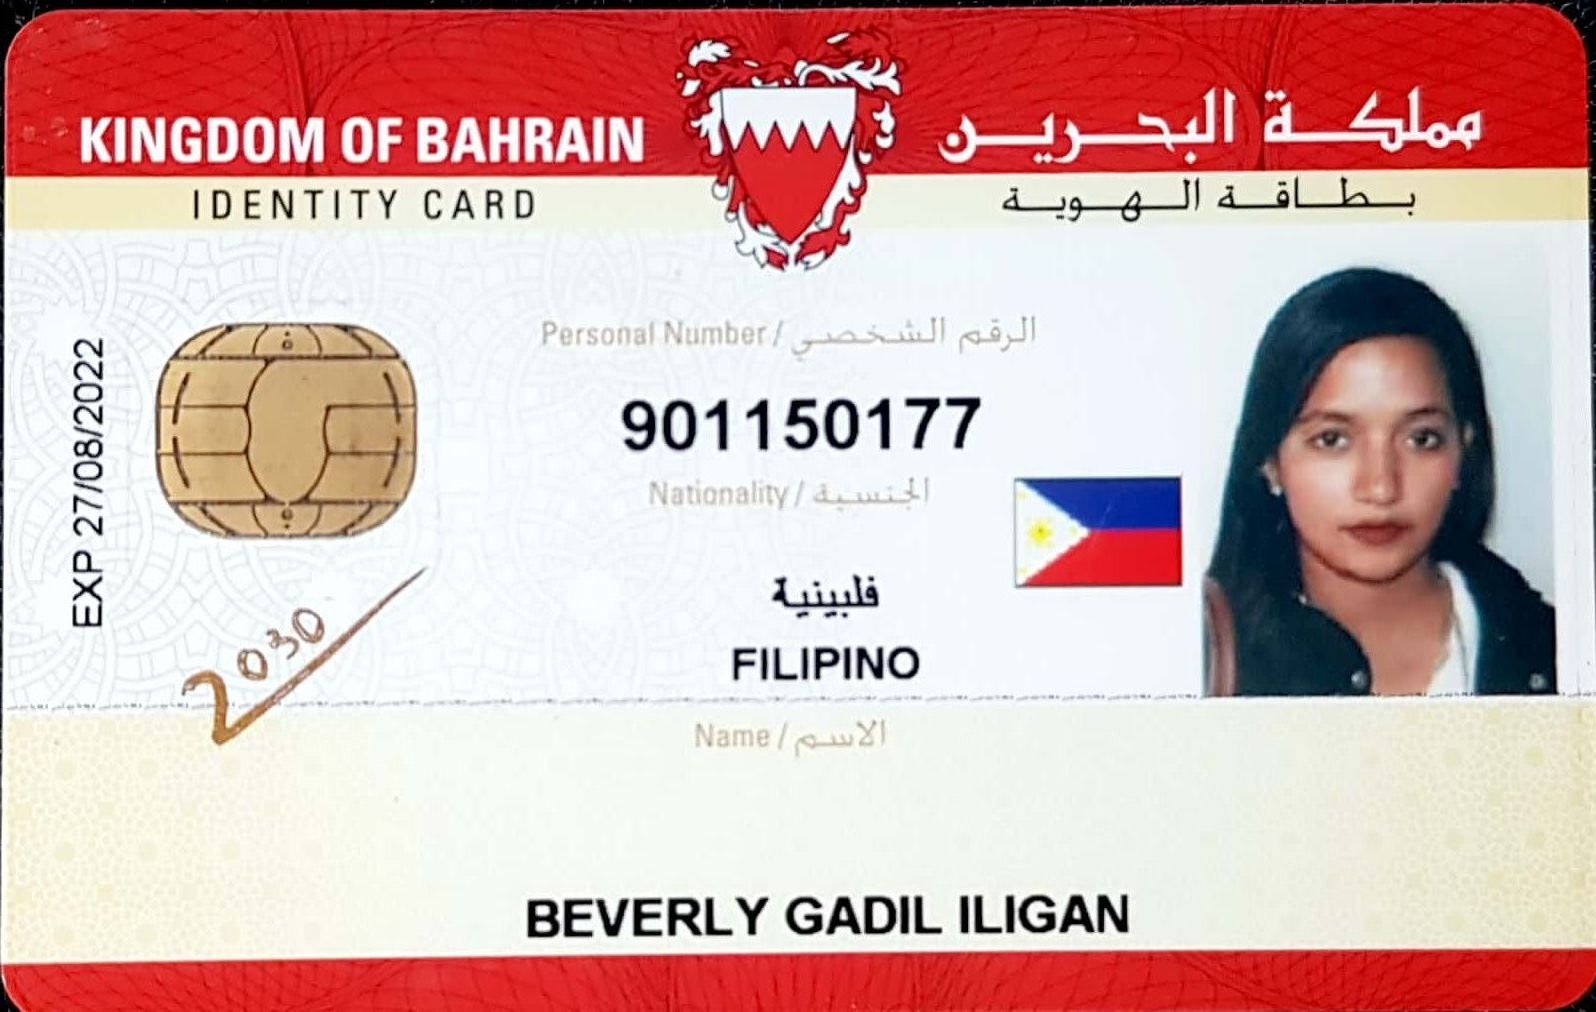 KINGDOM OF BAHRAIN
مملكة البحرين
IDENTITY CARD
بطاقة الهوية
Personal Number / الرقم الشخصي
901150177
Nationality / الجنسية
فلبينية
FILIPINO
EXP 27/08/2022
2030
Name / الاسم
BEVERLY GADIL ILIGAN